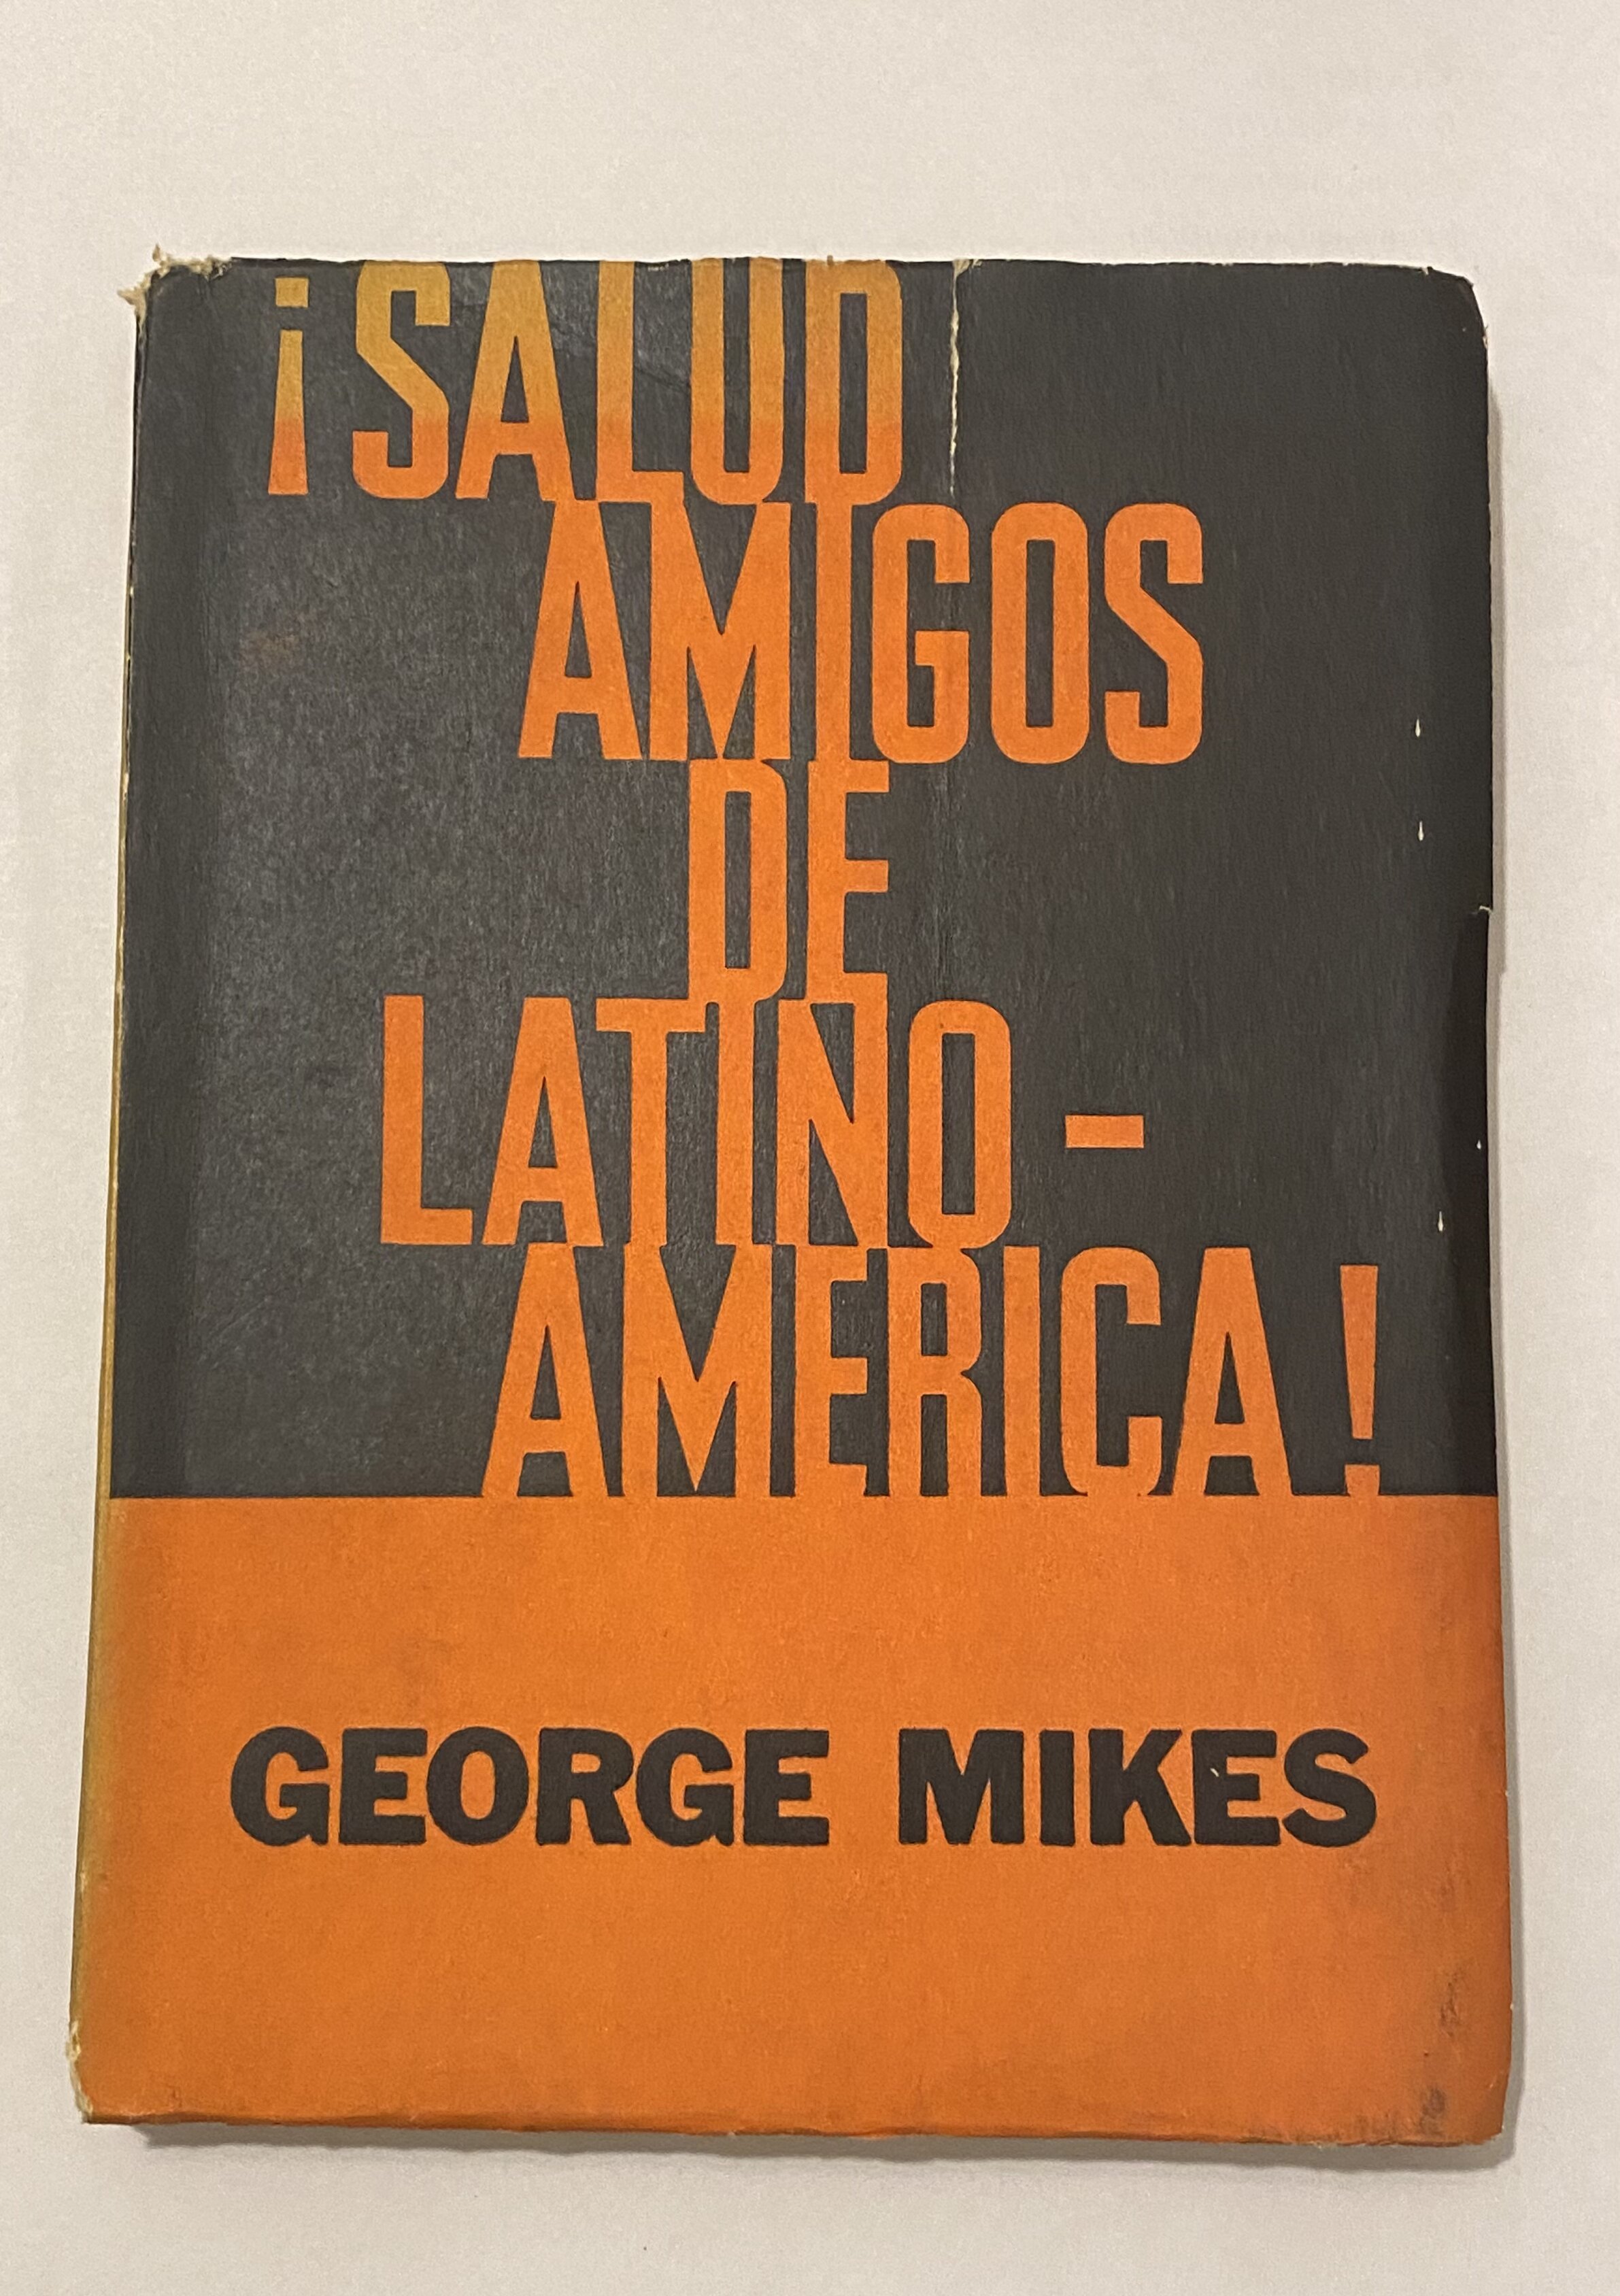 ¡SALUD
AMIGOS
DE
LATINO-
AMERICA!
GEORGE MIKES